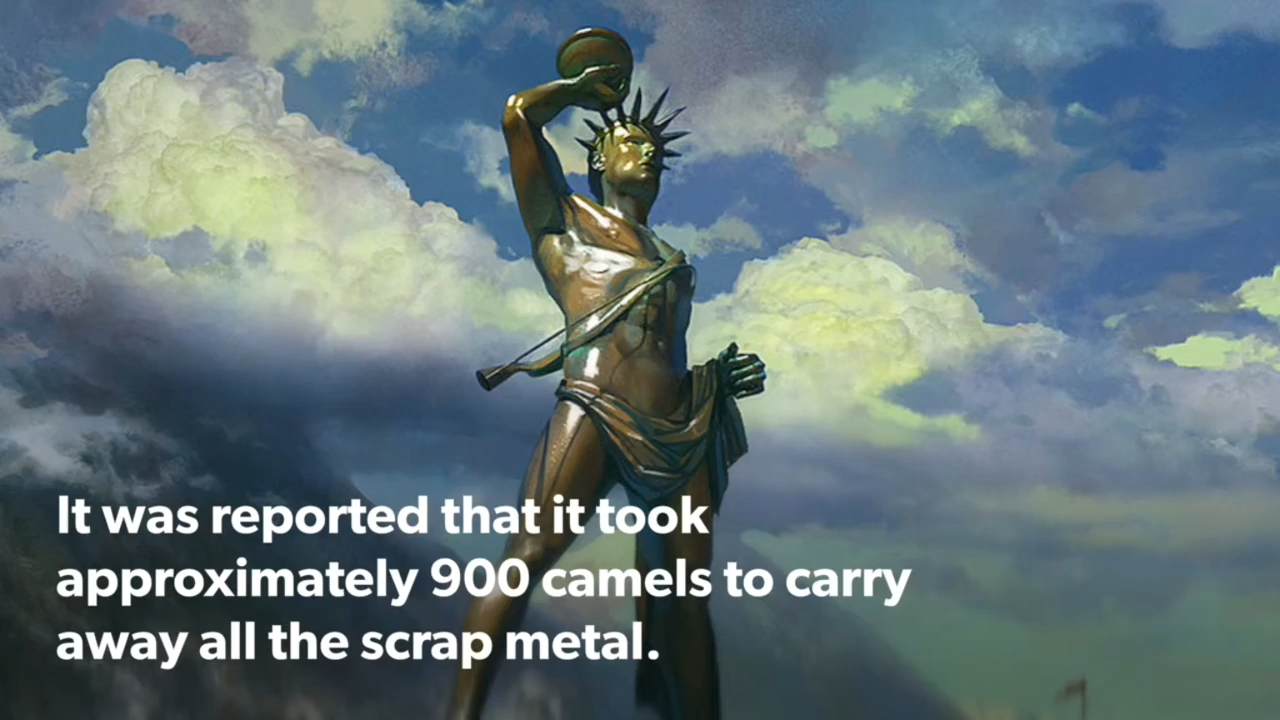 It was reported that it took
approximately 900 camels to carry
away all the scrap metal.